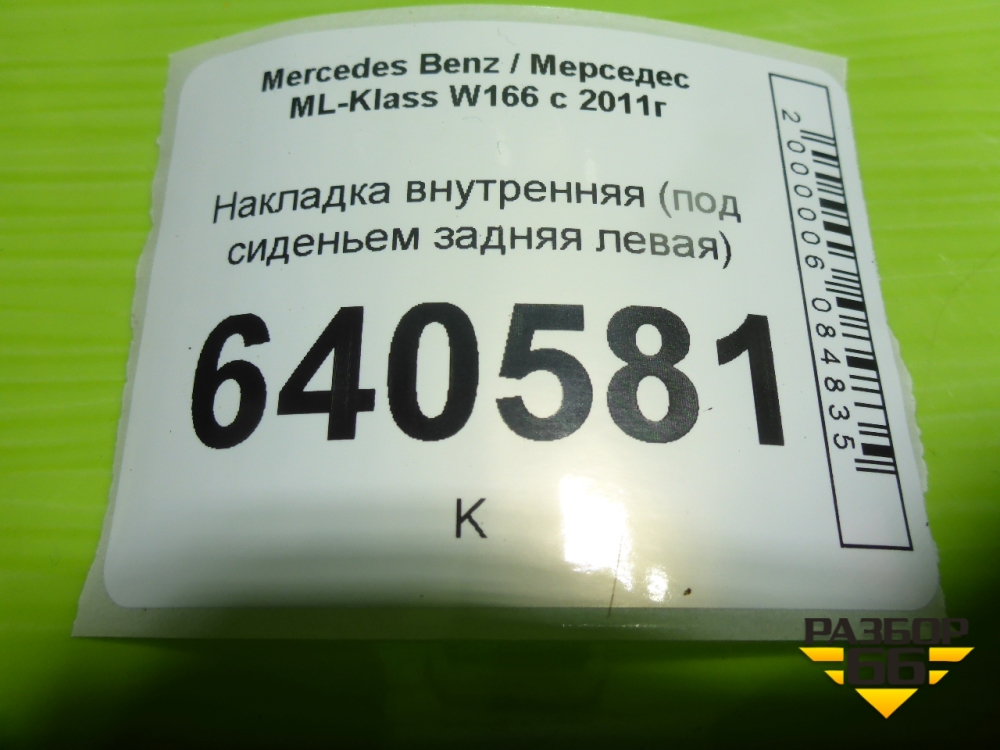 Mercedes Benz / Мерседес
ML-Klass W166 с 2011г
Накладка внутренняя (под
сиденьем задняя левая)
640581
К
2000006084835
РАЗБОР
66